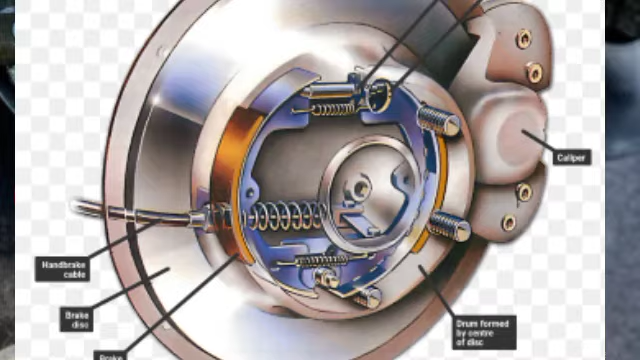 Caliper
Handbrake
cable
Brake
disc
Drum formed
by centre
of disc
Brake